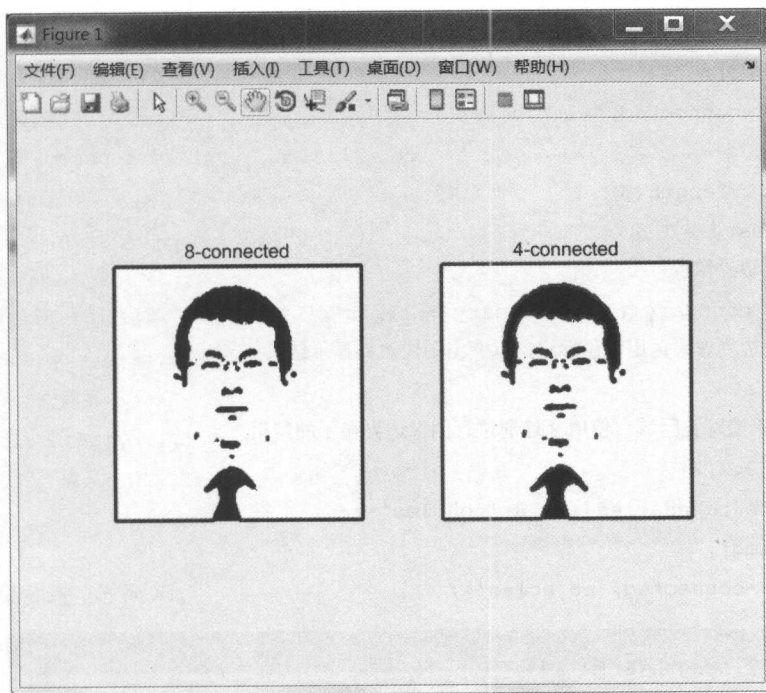 Figure 1
文件(F) 编辑(E) 查看(V) 插入(I) 工具(T) 桌面(D) 窗口(W) 帮助(H)
8-connected 4-connected